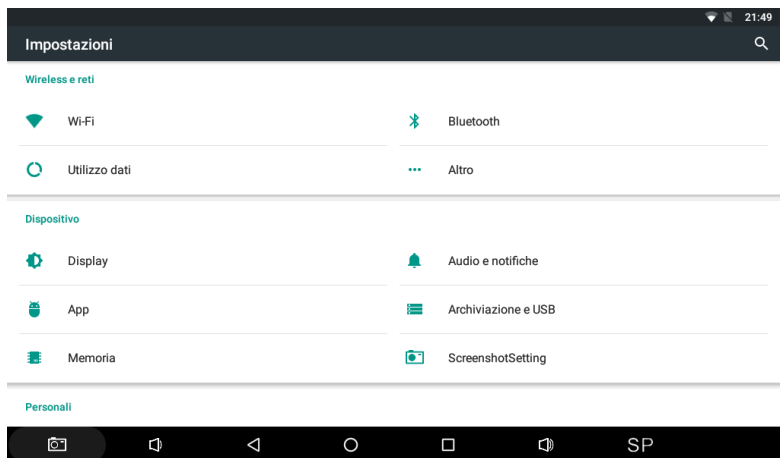 21:49
Impostazioni
Wireless e reti
Wi-Fi Bluetooth
Utilizzo dati Altro
Dispositivo
Display Audio e notifiche
App Archiviazione e USB
Memoria ScreenshotSetting
Personali
SP